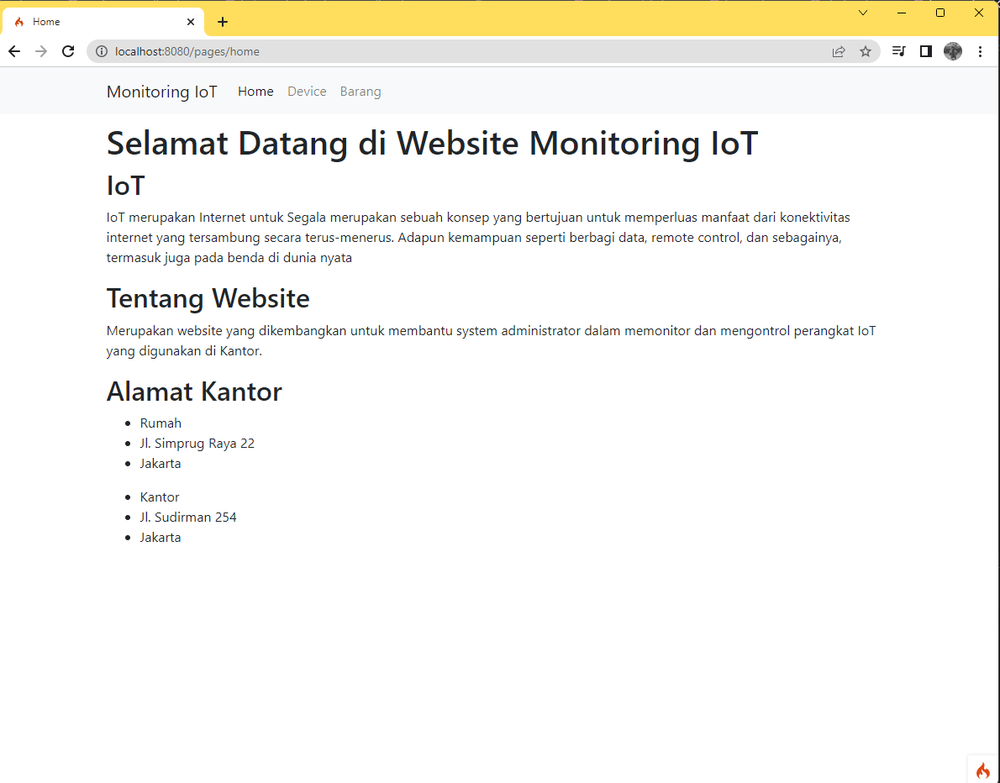 Home
localhost:8080/pages/home
Monitoring IoT Home Device Barang
Selamat Datang di Website Monitoring IoT
IoT
IoT merupakan Internet untuk Segala merupakan sebuah konsep yang bertujuan untuk memperluas manfaat dari konektivitas
internet yang tersambung secara terus-menerus. Adapun kemampuan seperti berbagi data, remote control, dan sebagainya,
termasuk juga pada benda di dunia nyata
Tentang Website
Merupakan website yang dikembangkan untuk membantu system administrator dalam memonitor dan mengontrol perangkat IoT
yang digunakan di Kantor.
Alamat Kantor
Rumah
Jl. Simprug Raya 22
Jakarta
Kantor
Jl. Sudirman 254
Jakarta